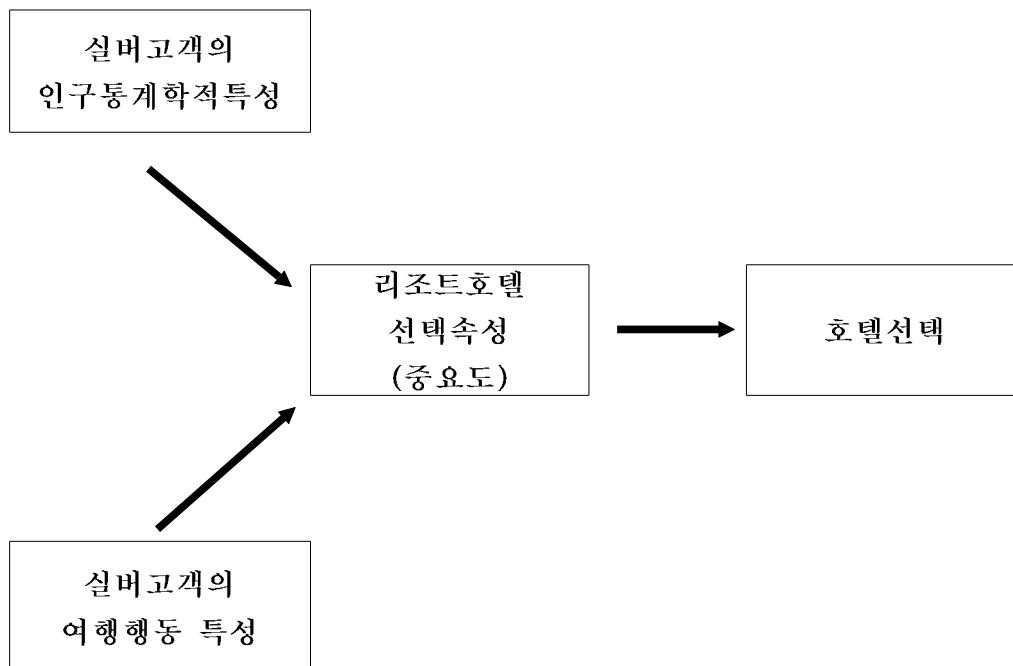 실버고객의
인구통계학적특성
리조트호텔
선택속성
(중요도)
호텔선택
실버고객의
여행행동 특성